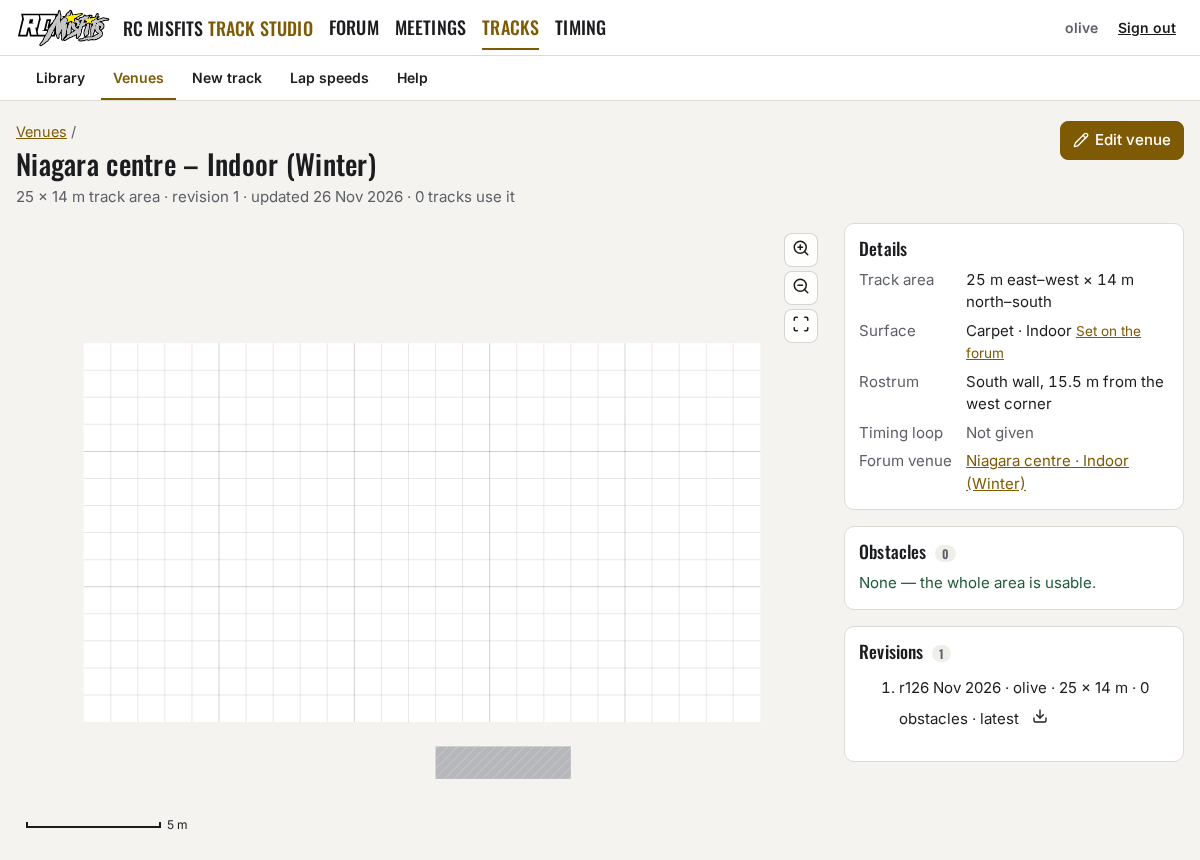 RC Misfits
RC MISFITS TRACK STUDIO FORUM MEETINGS TRACKS TIMING
olive Sign out
Library Venues New track Lap speeds Help
Venues /
Edit venue
Niagara centre – Indoor (Winter)
25 × 14 m track area · revision 1 · updated 26 Nov 2026 · 0 tracks use it
Details
Track area 25 m east–west × 14 m
north–south
Surface Carpet · Indoor Set on the
forum
Rostrum South wall, 15.5 m from the
west corner
Timing loop Not given
Forum venue Niagara centre · Indoor
(Winter)
Obstacles 0
None — the whole area is usable.
Revisions 1
1. r126 Nov 2026 · olive · 25 × 14 m · 0
obstacles · latest
5 m